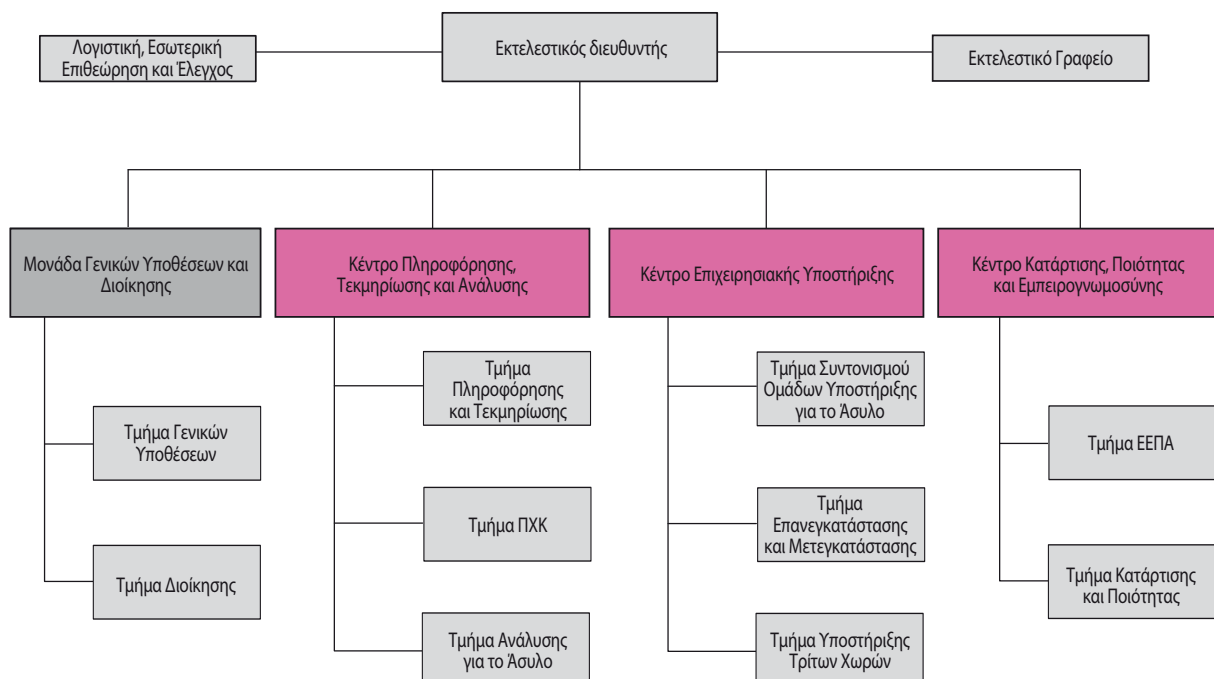 Λογιστική, Εσωτερική
Επιθεώρηση και Έλεγχος
Εκτελεστικός διευθυντής
Εκτελεστικό Γραφείο
Μονάδα Γενικών Υποθέσεων και
Διοίκησης
Κέντρο Πληροφόρησης,
Τεκμηρίωσης και Ανάλυσης
Κέντρο Επιχειρησιακής Υποστήριξης
Κέντρο Κατάρτισης, Ποιότητας
και Εμπειρογνωμοσύνης
Τμήμα Γενικών
Υποθέσεων
Τμήμα Διοίκησης
Τμήμα
Πληροφόρησης
και Τεκμηρίωσης
Τμήμα ΠΧΚ
Τμήμα Ανάλυσης
για το Άσυλο
Τμήμα Συντονισμού
Ομάδων Υποστήριξης
για το Άσυλο
Τμήμα
Επανεγκατάστασης
και Μετεγκατάστασης
Τμήμα Υποστήριξης
Τρίτων Χωρών
Τμήμα ΕΕΠΑ
Τμήμα Κατάρτισης
και Ποιότητας